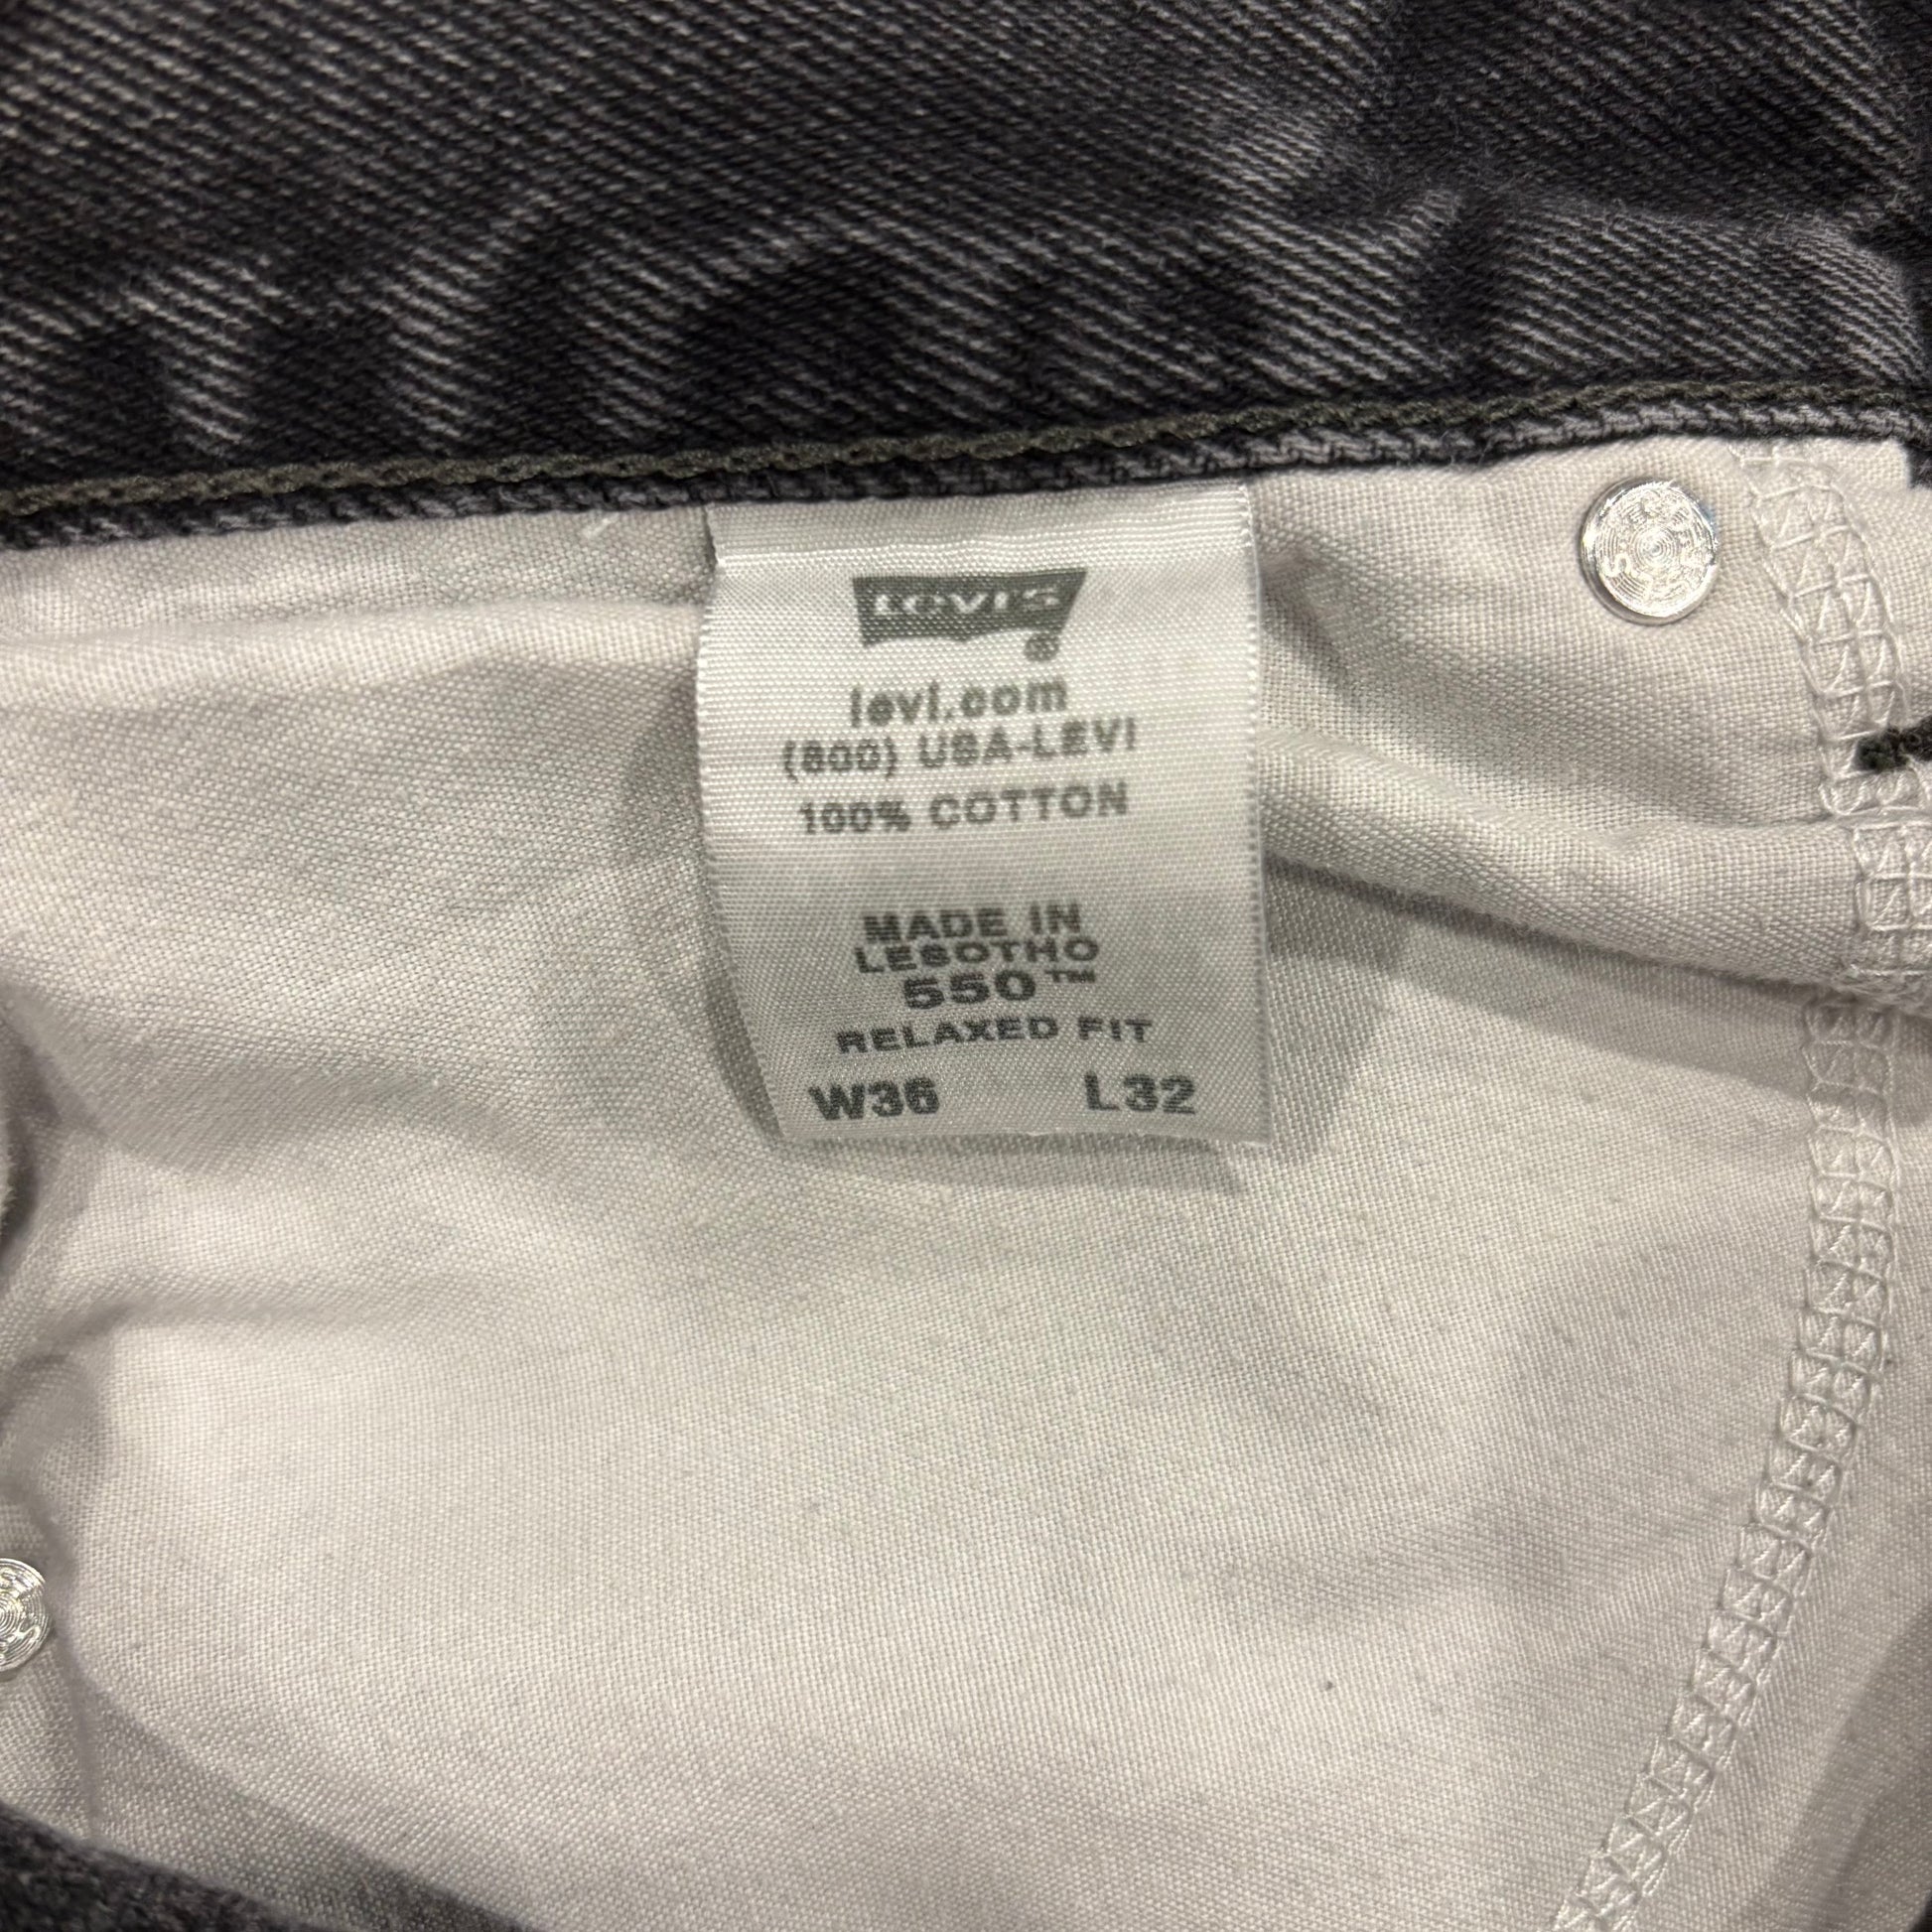 Levi's
®
levi.com
(800) USA-LEVI
100% COTTON
MADE IN
LESOTHO
550™
RELAXED FIT
W36 L32